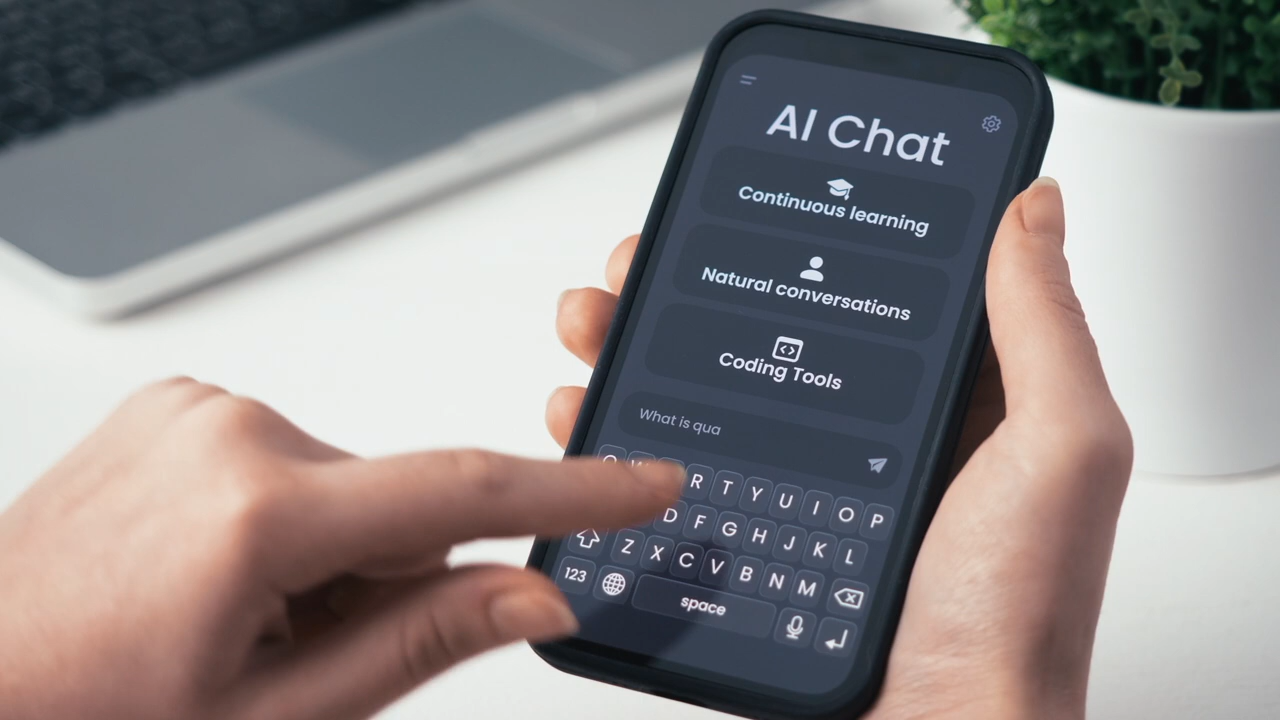 AI Chat
Continuous learning
Natural conversations
Coding Tools
What is qua
Q W R T Y U I O P
D F G H J K L
Z X C V B N M
123 space